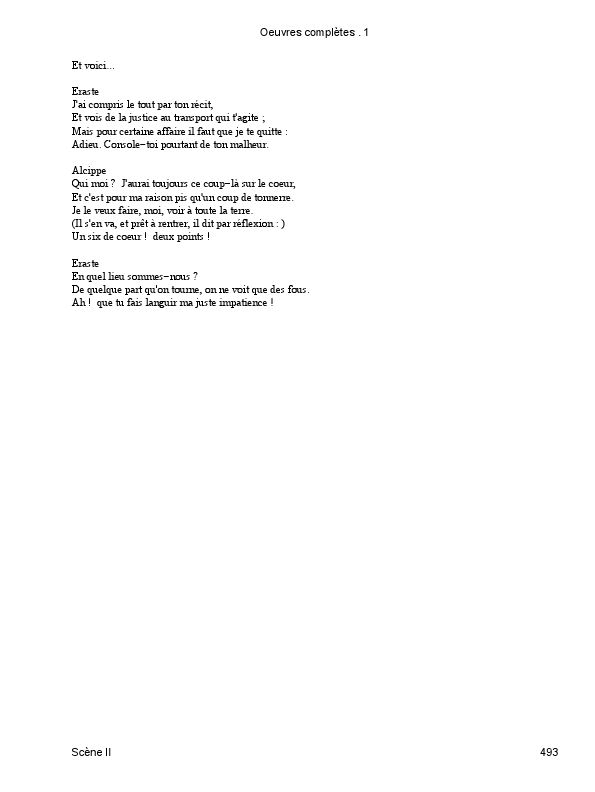 Oeuvres complètes . 1
Et voici...
Eraste
J'ai compris le tout par ton récit,
Et vois de la justice au transport qui t'agite ;
Mais pour certaine affaire il faut que je te quitte :
Adieu. Console−toi pourtant de ton malheur.
Alcippe
Qui moi ?  J'aurai toujours ce coup−là sur le coeur,
Et c'est pour ma raison pis qu'un coup de tonnerre.
Je le veux faire, moi, voir à toute la terre.
(Il s'en va, et prêt à rentrer, il dit par réflexion : )
Un six de coeur !  deux points !
Eraste
En quel lieu sommes−nous ?
De quelque part qu'on tourne, on ne voit que des fous.
Ah !  que tu fais languir ma juste impatience !
Scène II
493